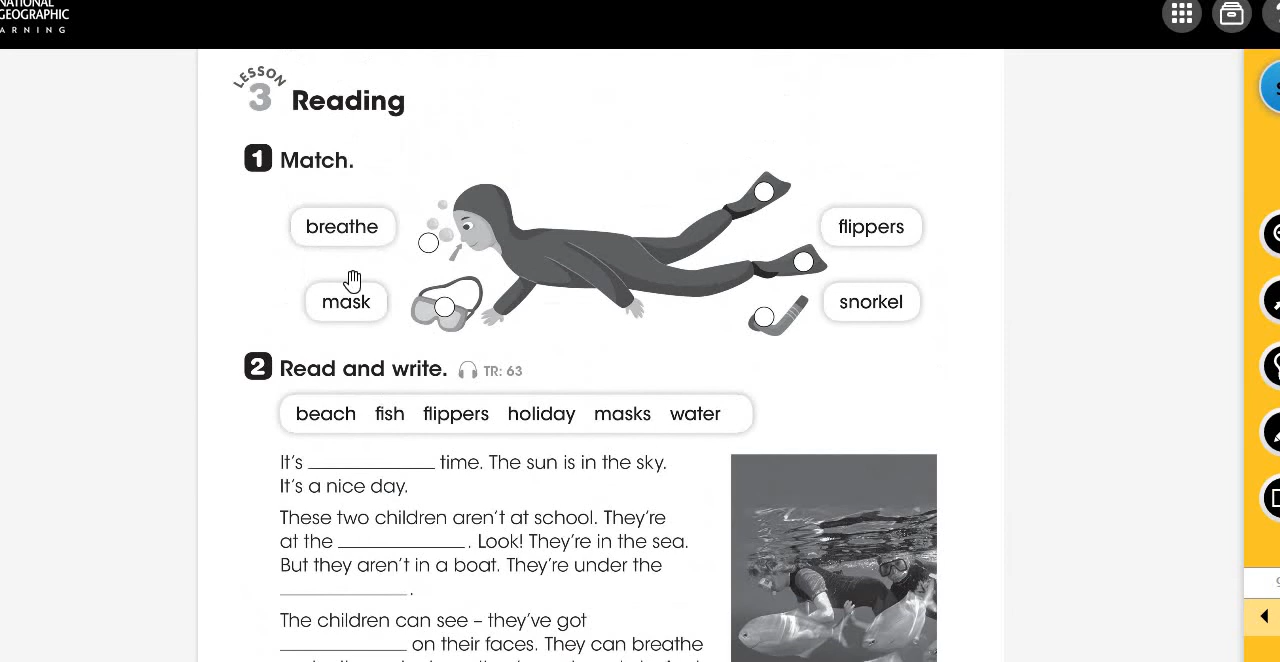 NATIONAL
GEOGRAPHIC
LESSON
3 Reading
1 Match.
breathe
flippers
mask
snorkel
2 Read and write. TR: 63
beach fish flippers holiday masks water
It's ____________ time. The sun is in the sky.
It's a nice day.
These two children aren't at school. They're
at the ____________. Look! They're in the sea.
But they aren't in a boat. They're under the
____________.
The children can see – they've got
____________ on their faces. They can breathe